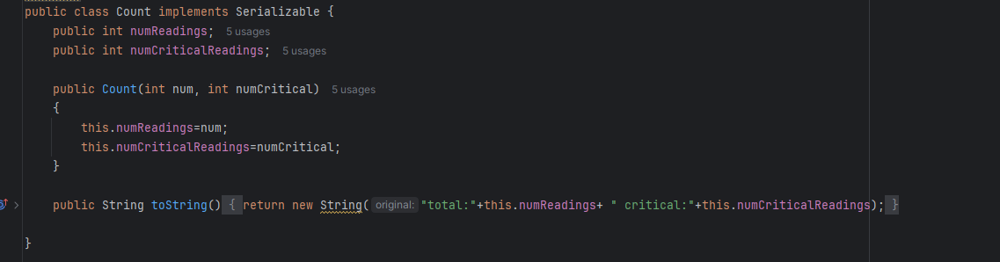 public class Count implements Serializable {
public int numReadings; 5 usages
public int numCriticalReadings; 5 usages
public Count(int num, int numCritical) 5 usages
{
this.numReadings=num;
this.numCriticalReadings=numCritical;
}
public String toString() { return new String( original: "total:"+this.numReadings+ " critical:"+this.numCriticalReadings); }
}